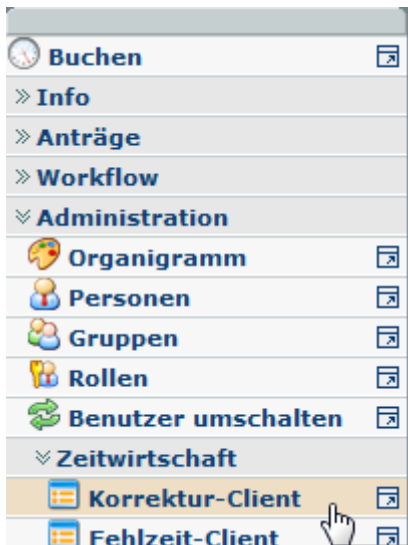 Buchen
Info
Anträge
Workflow
Administration
Organigramm
Personen
Gruppen
Rollen
Benutzer umschalten
Zeitwirtschaft
Korrektur-Client
Fehlzeit-Client